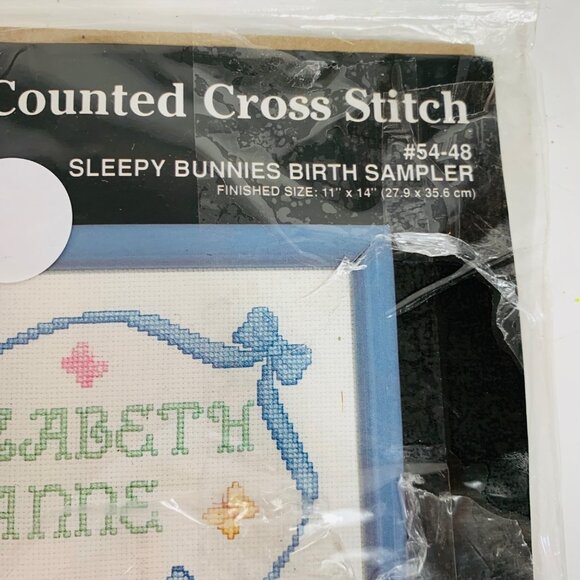 Counted Cross Stitch
#54-48
SLEEPY BUNNIES BIRTH SAMPLER
FINISHED SIZE: 11" x 14" (27.9 x 35.6 cm)
ZABETH
ANNE